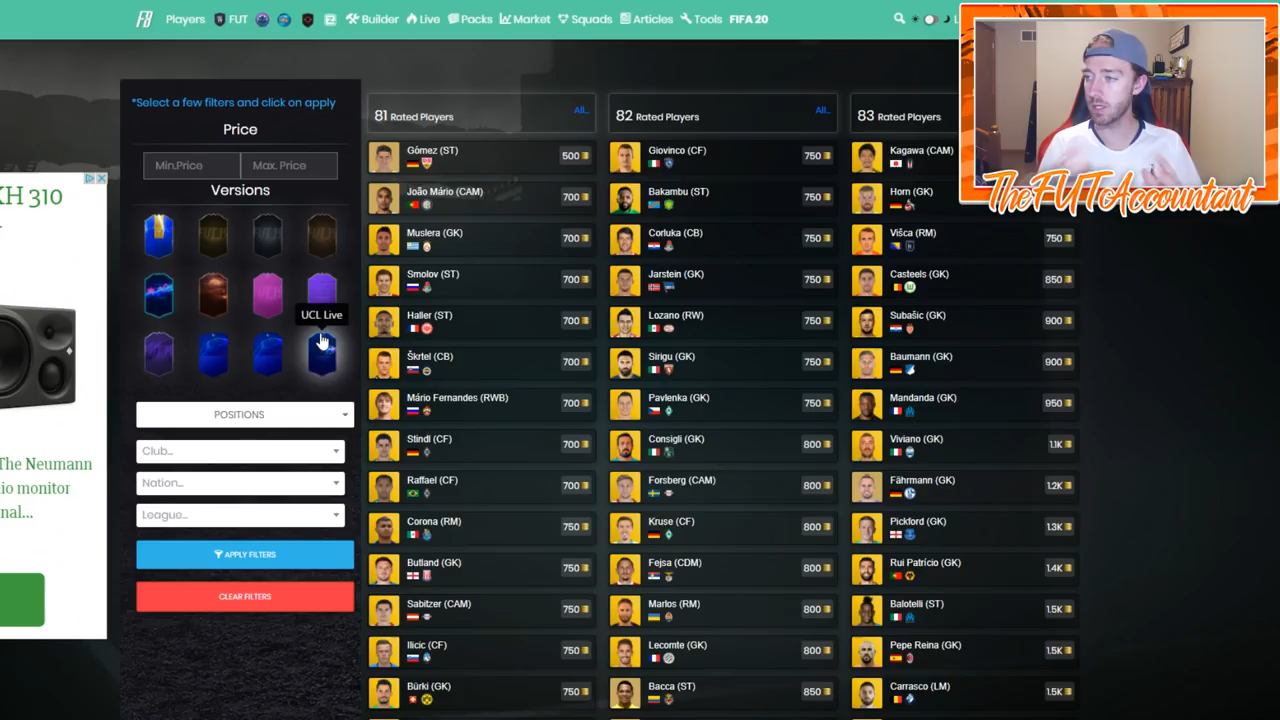 F8 Players FUT Builder Live Packs Market Squads Articles Tools FIFA 20
*Select a few filters and click on apply
Price
Min.Price Max. Price
Versions
UCL Live
POSITIONS
Club...
Nation...
League...
APPLY FILTERS
CLEAR FILTERS
KH 310
The Neumann
io monitor
nal...
81 Rated Players All..
Gómez (ST) 500
João Mário (CAM) 700
Muslera (GK) 700
Smolov (ST) 700
Haller (ST) 700
Škrtel (CB) 700
Mário Fernandes (RWB) 700
Stindl (CF) 700
Raffael (CF) 700
Corona (RM) 750
Butland (GK) 750
Sabitzer (CAM) 750
Ilicic (CF) 750
Bürki (GK) 750
82 Rated Players All..
Giovinco (CF) 750
Bakambu (ST) 750
Corluka (CB) 750
Jarstein (GK) 750
Lozano (RW) 750
Sirigu (GK) 750
Pavlenka (GK) 750
Consigli (GK) 800
Forsberg (CAM) 800
Kruse (CF) 800
Fejsa (CDM) 800
Marlos (RM) 800
Lecomte (GK) 800
Bacca (ST) 850
83 Rated Players
Kagawa (CAM)
Horn (GK)
Višca (RM) 750
Casteels (GK) 850
Subašic (GK) 900
Baumann (GK) 900
Mandanda (GK) 950
Viviano (GK) 1.1K
Fährmann (GK) 1.2K
Pickford (GK) 1.3K
Rui Patrício (GK) 1.4K
Balotelli (ST) 1.5K
Pepe Reina (GK) 1.5K
Carrasco (LM) 1.5K
TheFUTAccountant